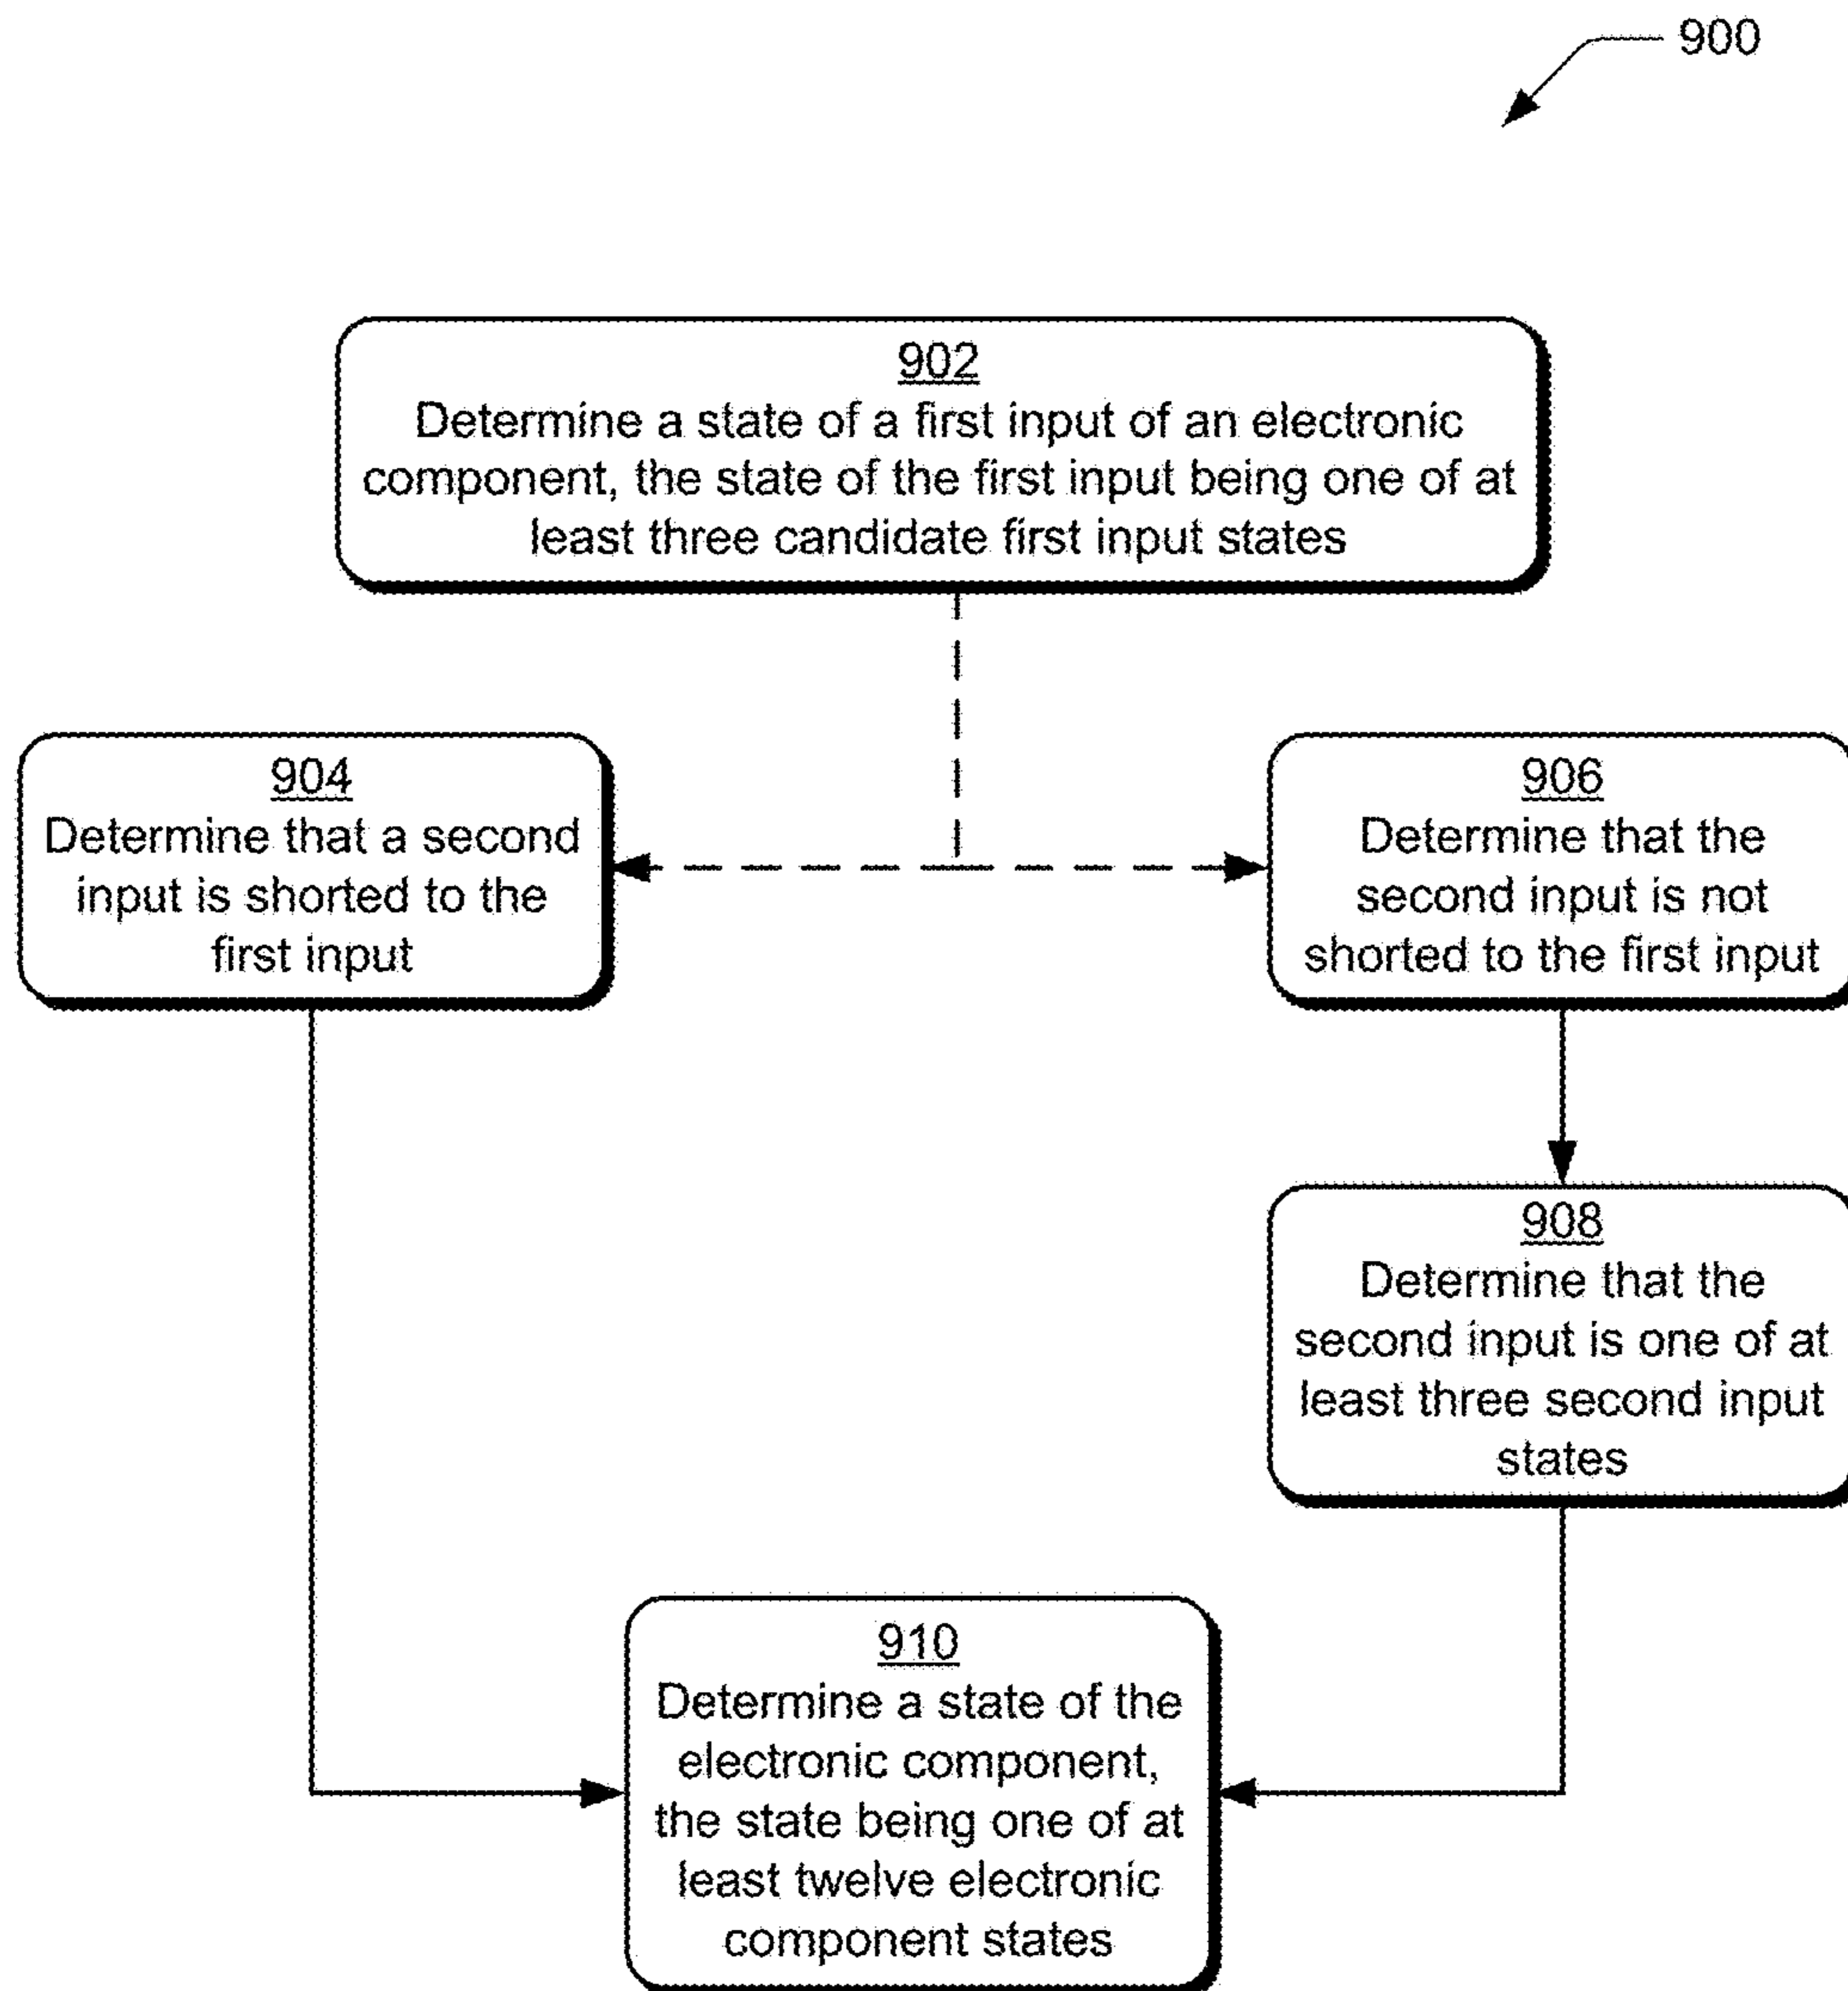 900
902
Determine a state of a first input of an electronic
component, the state of the first input being one of at
least three candidate first input states
904
Determine that a second
input is shorted to the
first input
906
Determine that the
second input is not
shorted to the first input
908
Determine that the
second input is one of at
least three second input
states
910
Determine a state of the
electronic component,
the state being one of at
least twelve electronic
component states